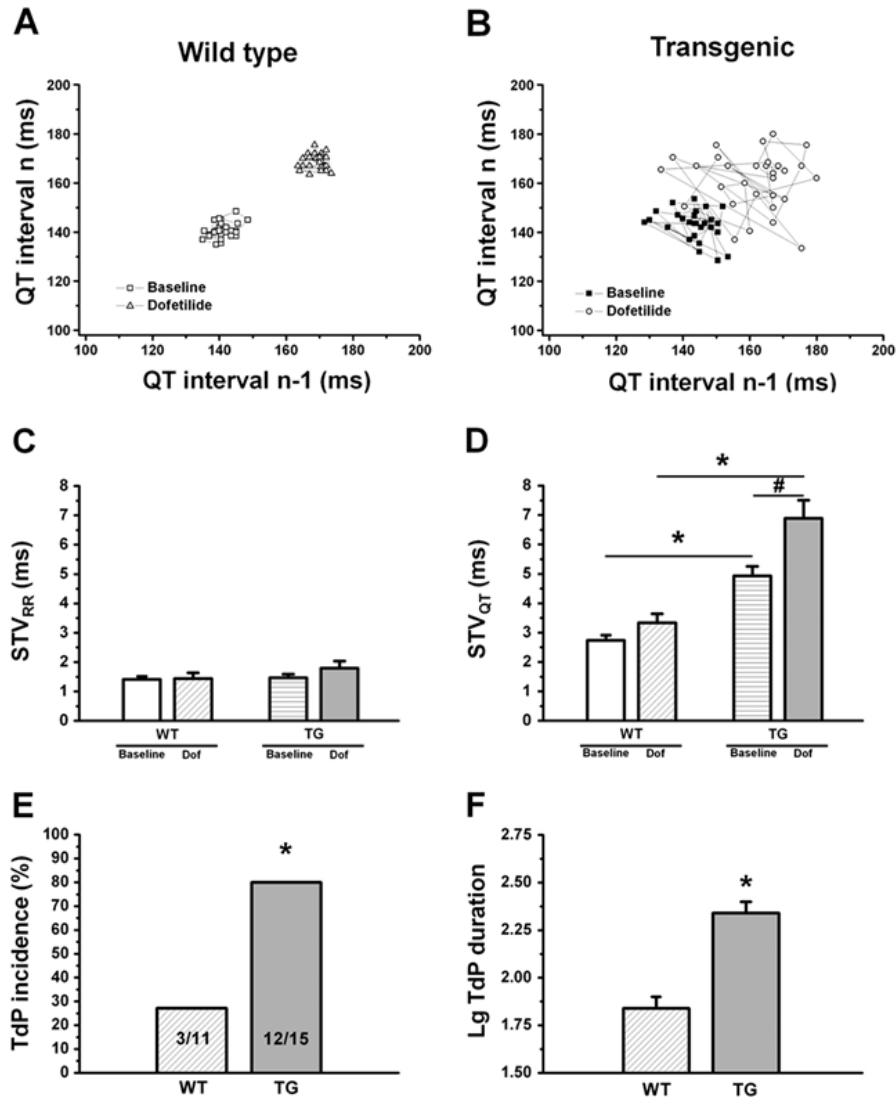 A
Wild type
QT interval n (ms)
200
180
160
140
120
100
Baseline
Dofetilide
100 120 140 160 180 200
QT interval n-1 (ms)
B
Transgenic
QT interval n (ms)
200
180
160
140
120
100
Baseline
Dofetilide
100 120 140 160 180 200
QT interval n-1 (ms)
C
STVRR (ms)
8
7
6
5
4
3
2
1
0
WT TG
Baseline Dof Baseline Dof
D
STVQT (ms)
8
7
6
5
4
3
2
1
0
*
*
#
WT TG
Baseline Dof Baseline Dof
E
TdP incidence (%)
100
90
80
70
60
50
40
30
20
10
0
*
3/11 12/15
WT TG
F
Lg TdP duration
2.75
2.50
2.25
2.00
1.75
1.50
*
WT TG